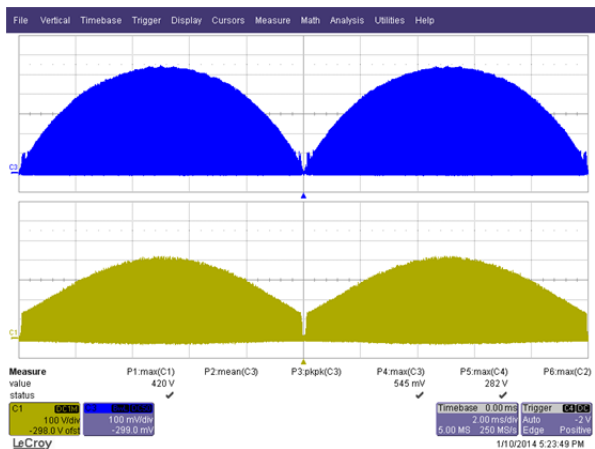 File Vertical Timebase Trigger Display Cursors Measure Math Analysis Utilities Help
C3
C1
Measure P1:max(C1) P2:mean(C3) P3:pkpk(C3) P4:max(C3) P5:max(C4) P6:max(C2)
value 420 V 545 mV 282 V
status
C1 DC1M
100 V/div
-298.0 V ofst
100 mV/div
-299.0 mV
Timebase 0.00 ms
2.00 ms/div
5.00 MS 250 MS/s
Trigger C4 DC
Auto -2 V
Edge Positive
LeCroy
1/10/2014 5:23:49 PM